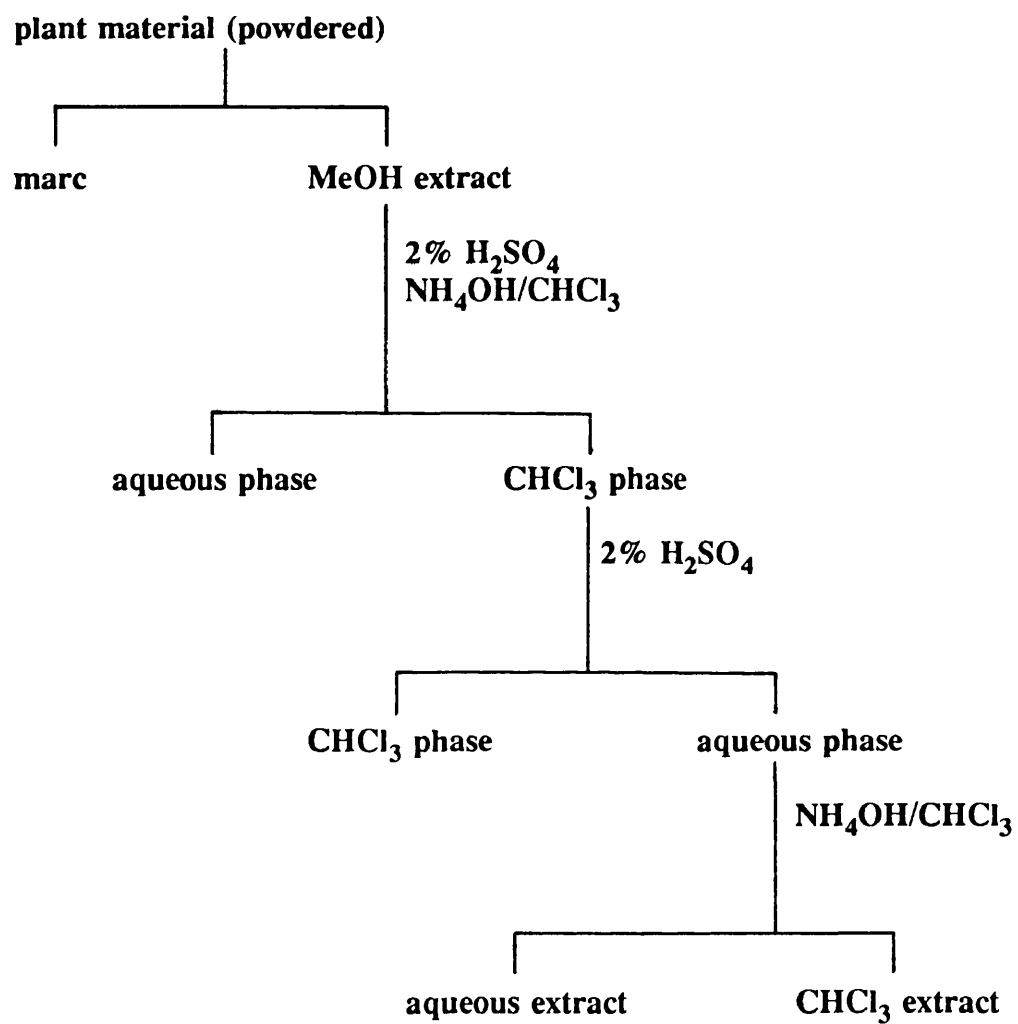 plant material (powdered)
marc
MeOH extract
2% H₂SO₄
NH₄OH/CHCl₃
aqueous phase
CHCl₃ phase
2% H₂SO₄
CHCl₃ phase
aqueous phase
NH₄OH/CHCl₃
aqueous extract
CHCl₃ extract